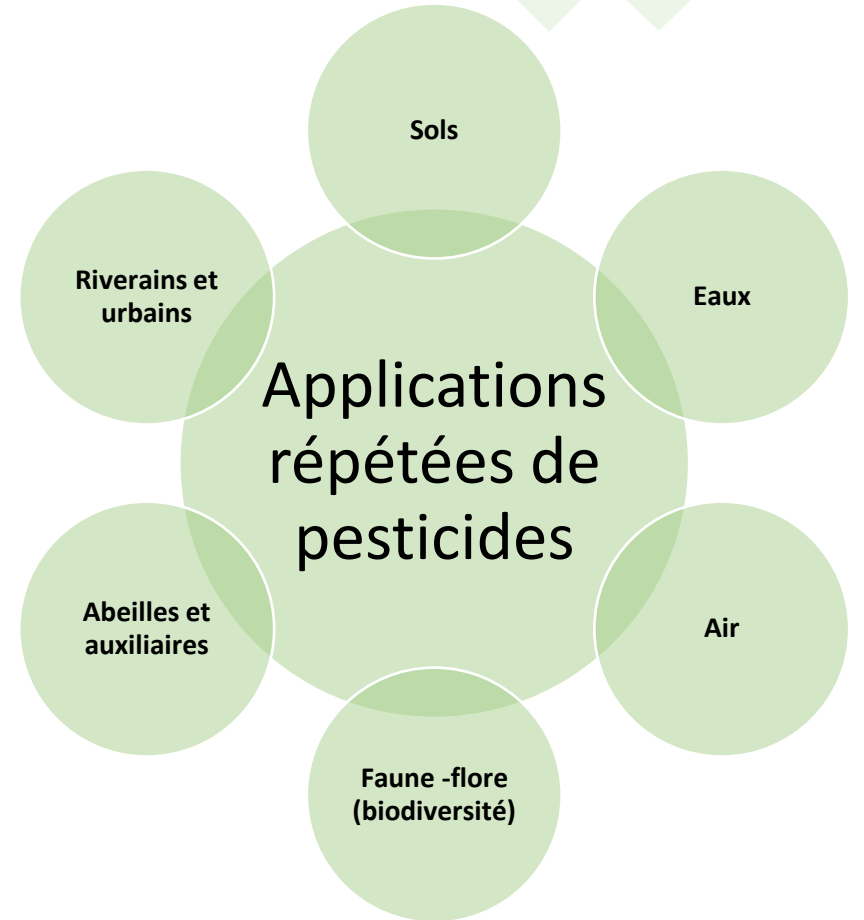 Sols
Eaux
Air
Faune -flore
(biodiversité)
Abeilles et
auxiliaires
Riverains et
urbains
Applications
répétées de
pesticides